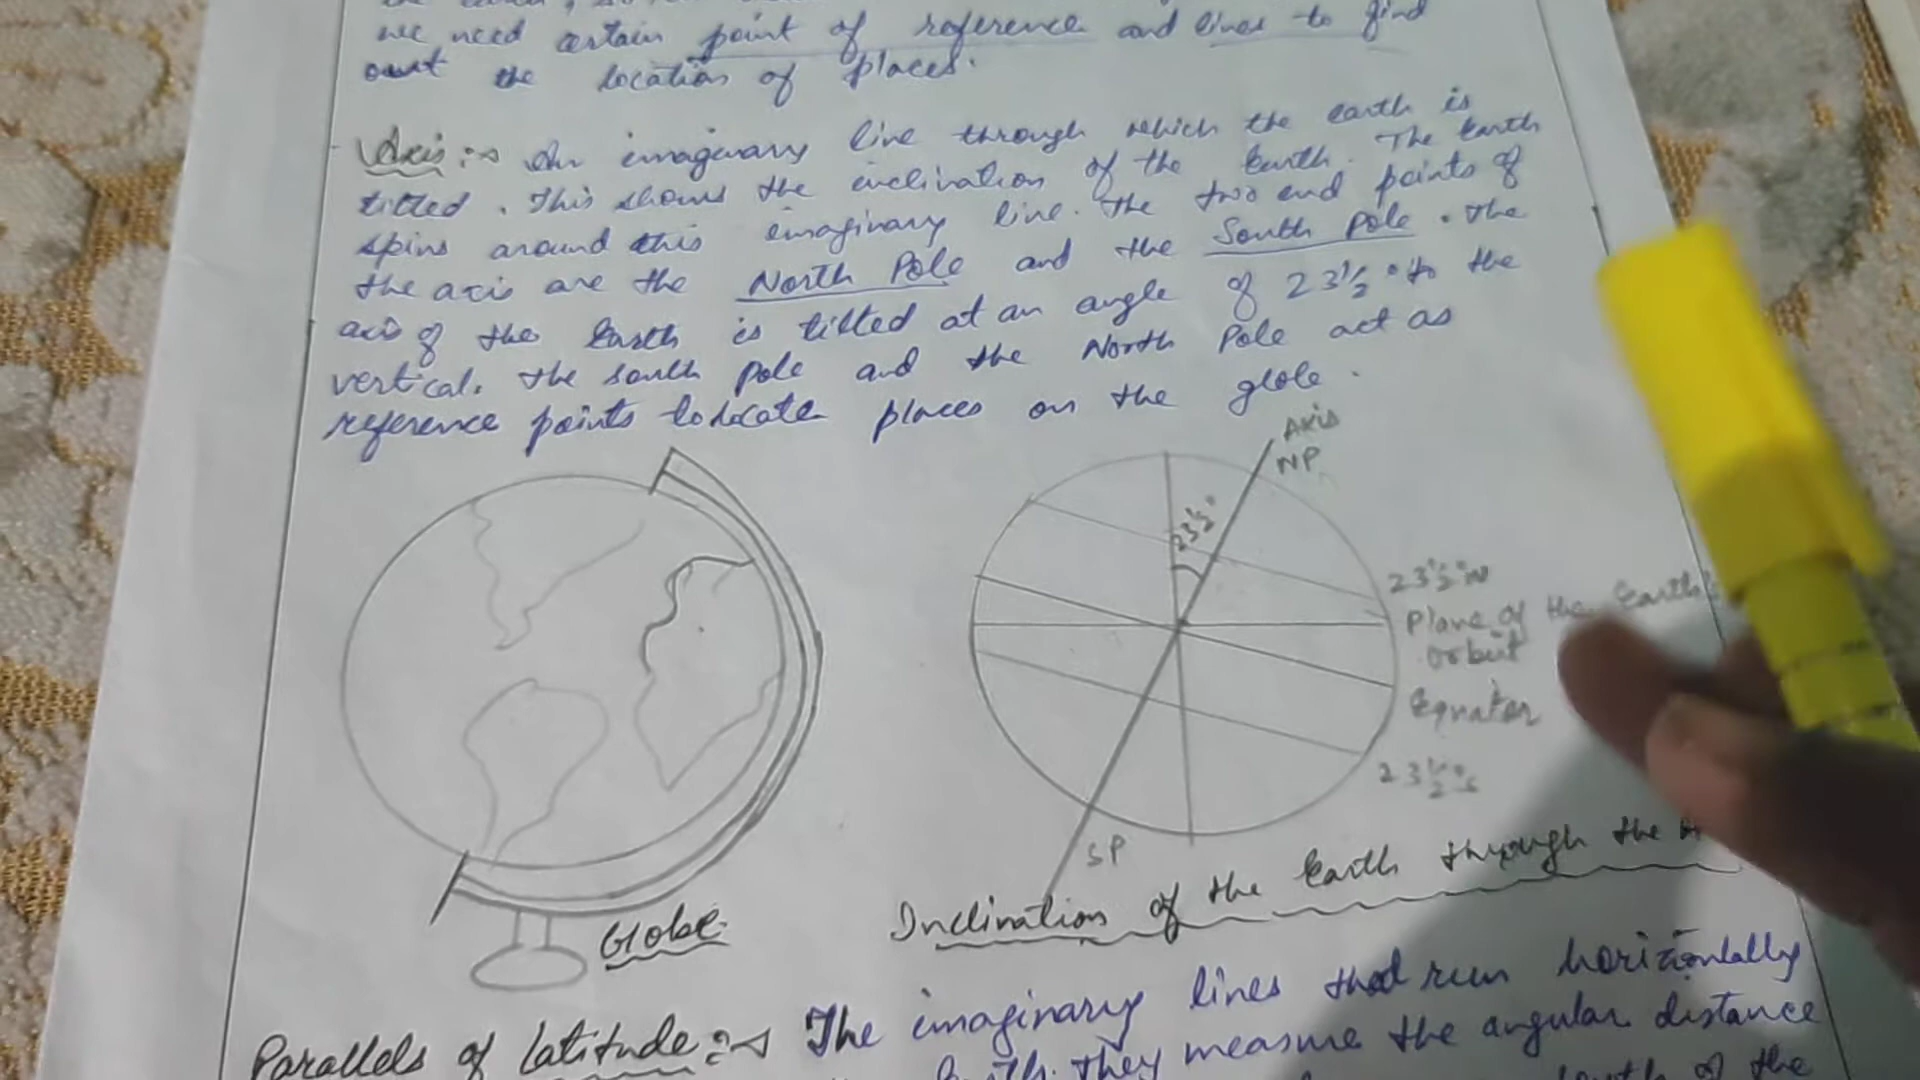 we need certain point of reference and lines to find
out the location of places.
Axis :- An imaginary line through which the earth is
titled. This shows the inclination of the Earth. The Earth
spins around this imaginary line. The two end points of
the axis are the North Pole and the South Pole. The
axis of the Earth is tilted at an angle of 23½° to the
vertical. The South Pole and the North Pole act as
reference points to locate places on the globe.
Axis
NP
23½°
23½°N
Plane of the Earth
orbit
Equator
23½°S
SP
Globe
Inclination of the Earth through the
Parallels of Latitude :- The imaginary lines that run horizontally
They measure the angular distance
of the